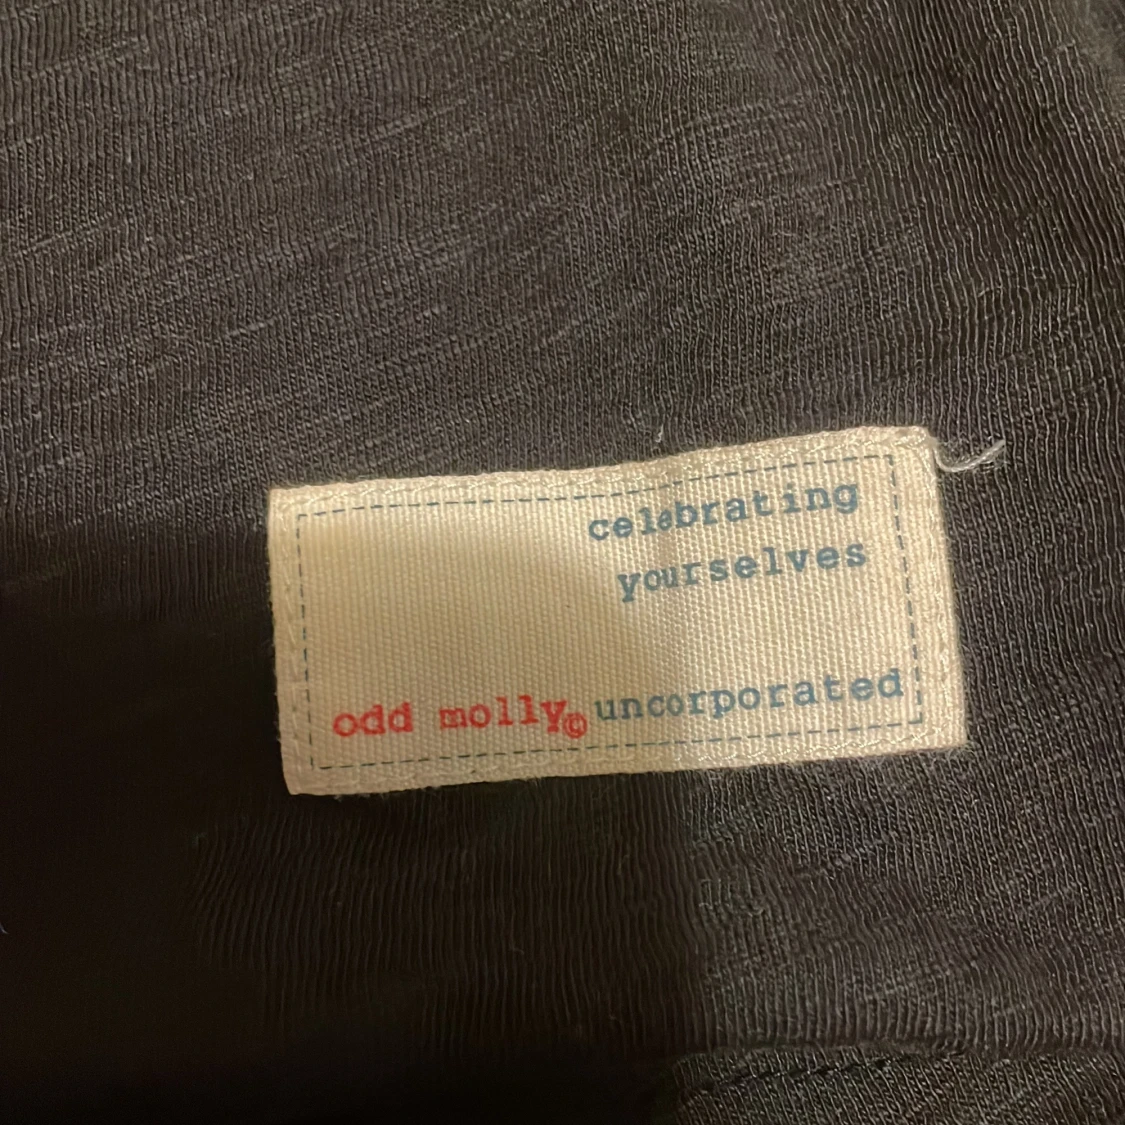 celebrating
yourselves
odd molly© uncorporated